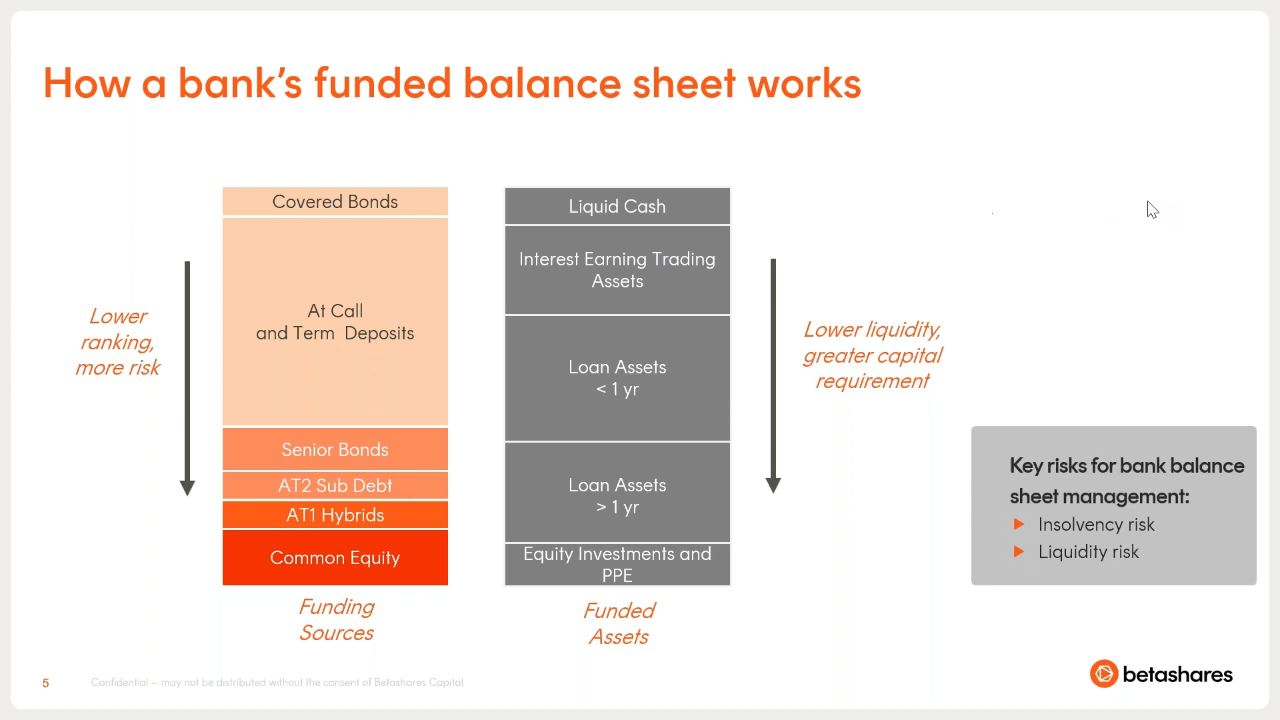 How a bank’s funded balance sheet works
Covered Bonds
At Call
and Term Deposits
Senior Bonds
AT2 Sub Debt
AT1 Hybrids
Common Equity
Lower
ranking,
more risk
Funding
Sources
Liquid Cash
Interest Earning Trading
Assets
Loan Assets
< 1 yr
Loan Assets
> 1 yr
Equity Investments and
PPE
Funded
Assets
Lower liquidity,
greater capital
requirement
Key risks for bank balance
sheet management:
Insolvency risk
Liquidity risk
5
Confidential – may not be distributed without the consent of Betashares Capital
betashares